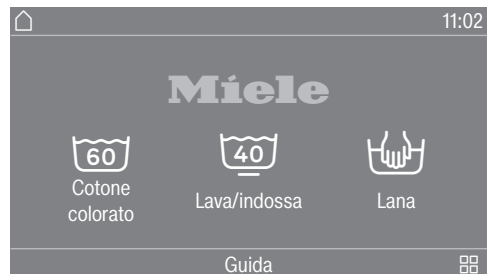 11:02
Miele
60
40
Cotone
colorato
Lava/indossa
Lana
Guida